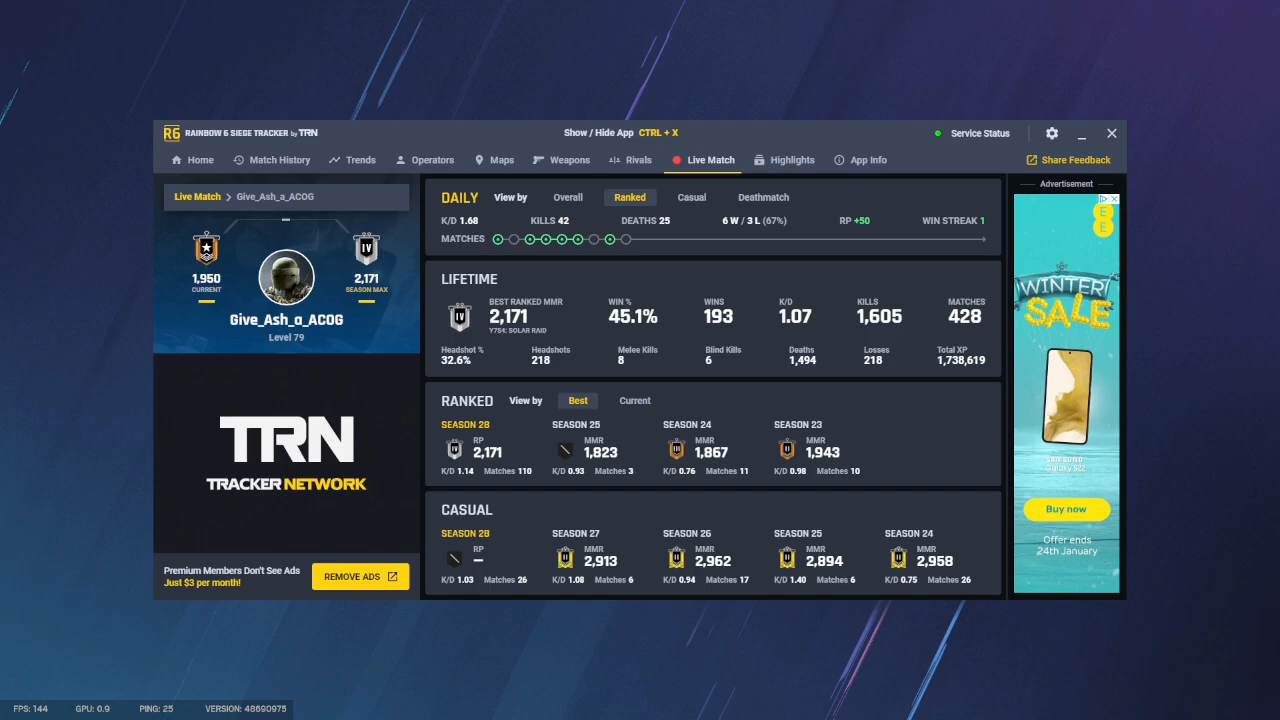 R6 RAINBOW 6 SIEGE TRACKER by TRN
Show / Hide App CTRL + X
Service Status
Home Match History Trends Operators Maps Weapons Rivals Live Match Highlights App Info Share Feedback
Live Match > Give_Ash_a_ACOG
1,950
CURRENT
IV
2,171
SEASON MAX
Give_Ash_a_ACOG
Level 79
TRN
TRACKER NETWORK
Premium Members Don't See Ads
Just $3 per month!
REMOVE ADS
DAILY View by Overall Ranked Casual Deathmatch
K/D 1.68 KILLS 42 DEATHS 25 6 W / 3 L (67%) RP +50 WIN STREAK 1
MATCHES
LIFETIME
IV
BEST RANKED MMR WIN % WINS K/D KILLS MATCHES
2,171 45.1% 193 1.07 1,605 428
Y7S4: SOLAR RAID
Headshot % Headshots Melee Kills Blind Kills Deaths Losses Total XP
32.6% 218 8 6 1,494 218 1,738,619
RANKED View by Best Current
SEASON 28 SEASON 25 SEASON 24 SEASON 23
RP MMR MMR MMR
IV 2,171 1,823 III 1,867 II 1,943
K/D 1.14 Matches 110 K/D 0.93 Matches 3 K/D 0.76 Matches 11 K/D 0.98 Matches 10
CASUAL
SEASON 28 SEASON 27 SEASON 26 SEASON 25 SEASON 24
RP MMR MMR MMR MMR
– 2,913 2,962 2,894 2,958
K/D 1.03 Matches 26 K/D 1.08 Matches 6 K/D 0.94 Matches 17 K/D 1.40 Matches 6 K/D 0.75 Matches 26
Advertisement
E
E
WINTER
SALE
SAMSUNG
Galaxy S22
Buy now
Offer ends
24th January
FPS: 144 GPU: 0.9 PING: 25 VERSION: 48690975